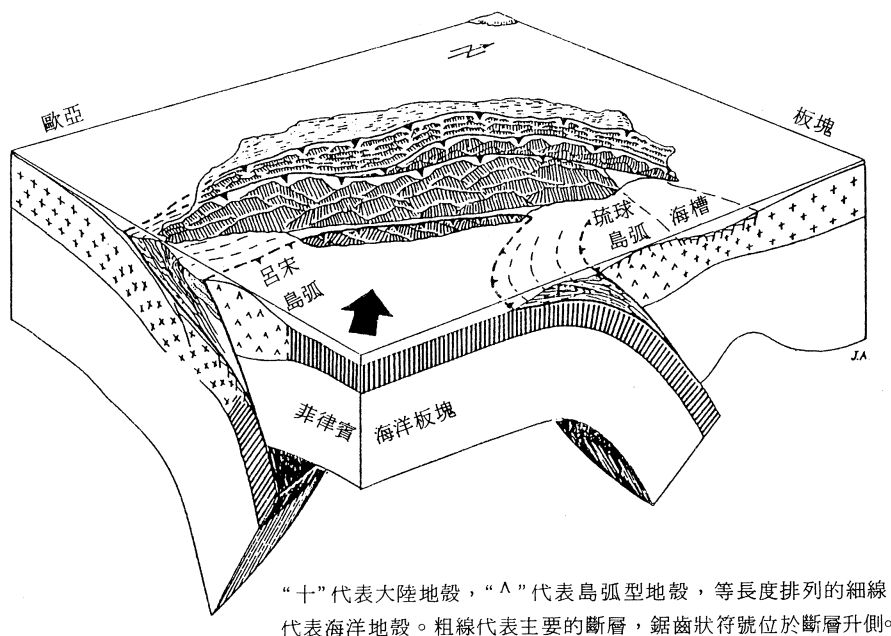 歐亞
板塊
琉球 海槽
島弧
呂宋
島弧
菲律賓 海洋板塊
J.A.
“十”代表大陸地殼，“^”代表島弧型地殼，等長度排列的細線
代表海洋地殼。粗線代表主要的斷層，鋸齒狀符號位於斷層升側。